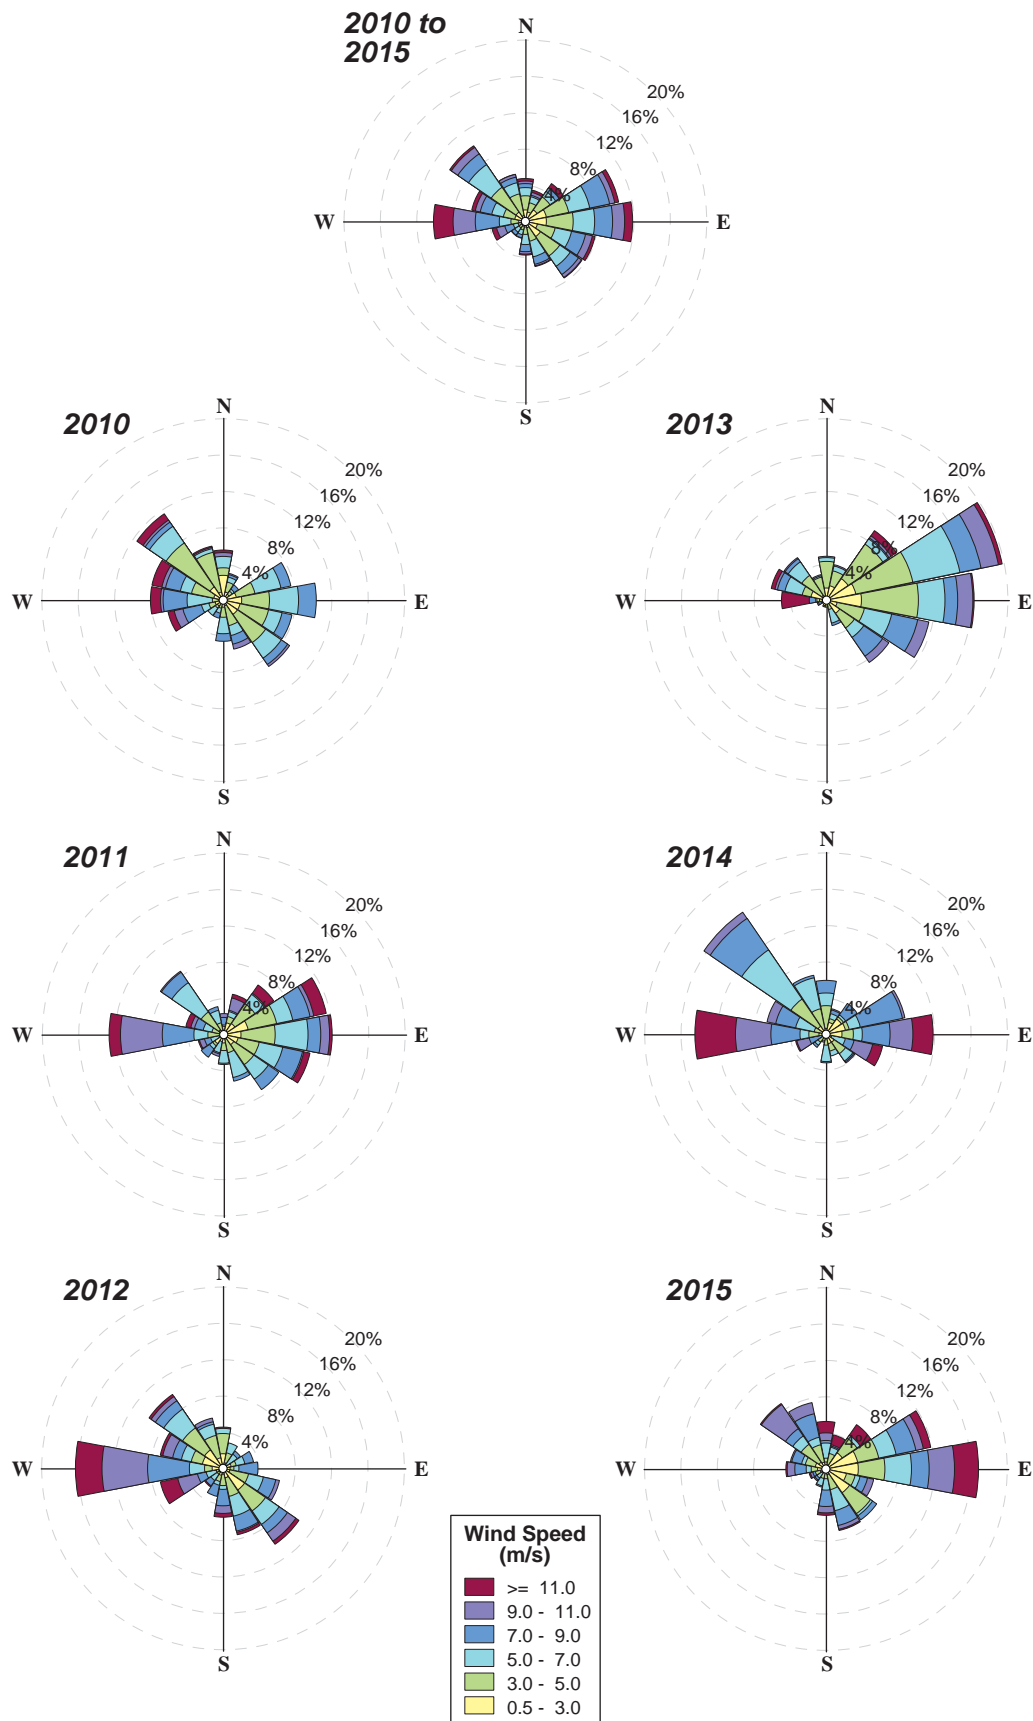 2010 to
2015
N
20%
16%
12%
8%
4%
W
E
S
2010
N
20%
16%
12%
8%
4%
W
E
S
2013
N
20%
16%
12%
8%
4%
W
E
S
2011
N
20%
16%
12%
8%
4%
W
E
S
2014
N
20%
16%
12%
8%
4%
W
E
S
2012
N
20%
16%
12%
8%
4%
W
E
S
2015
N
20%
16%
12%
8%
4%
W
E
S
Wind Speed
(m/s)
>= 11.0
9.0 - 11.0
7.0 - 9.0
5.0 - 7.0
3.0 - 5.0
0.5 - 3.0